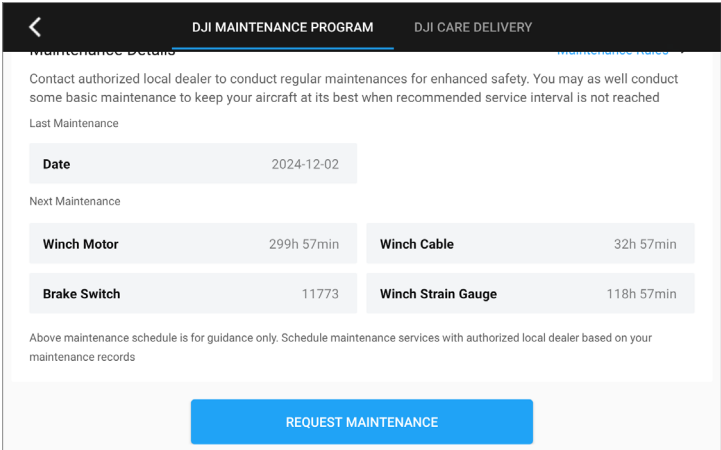 DJI MAINTENANCE PROGRAM
DJI CARE DELIVERY
Maintenance Details
Maintenance Rules
Contact authorized local dealer to conduct regular maintenances for enhanced safety. You may as well conduct
some basic maintenance to keep your aircraft at its best when recommended service interval is not reached
Last Maintenance
Date 2024-12-02
Next Maintenance
Winch Motor 299h 57min
Winch Cable 32h 57min
Brake Switch 11773
Winch Strain Gauge 118h 57min
Above maintenance schedule is for guidance only. Schedule maintenance services with authorized local dealer based on your
maintenance records
REQUEST MAINTENANCE